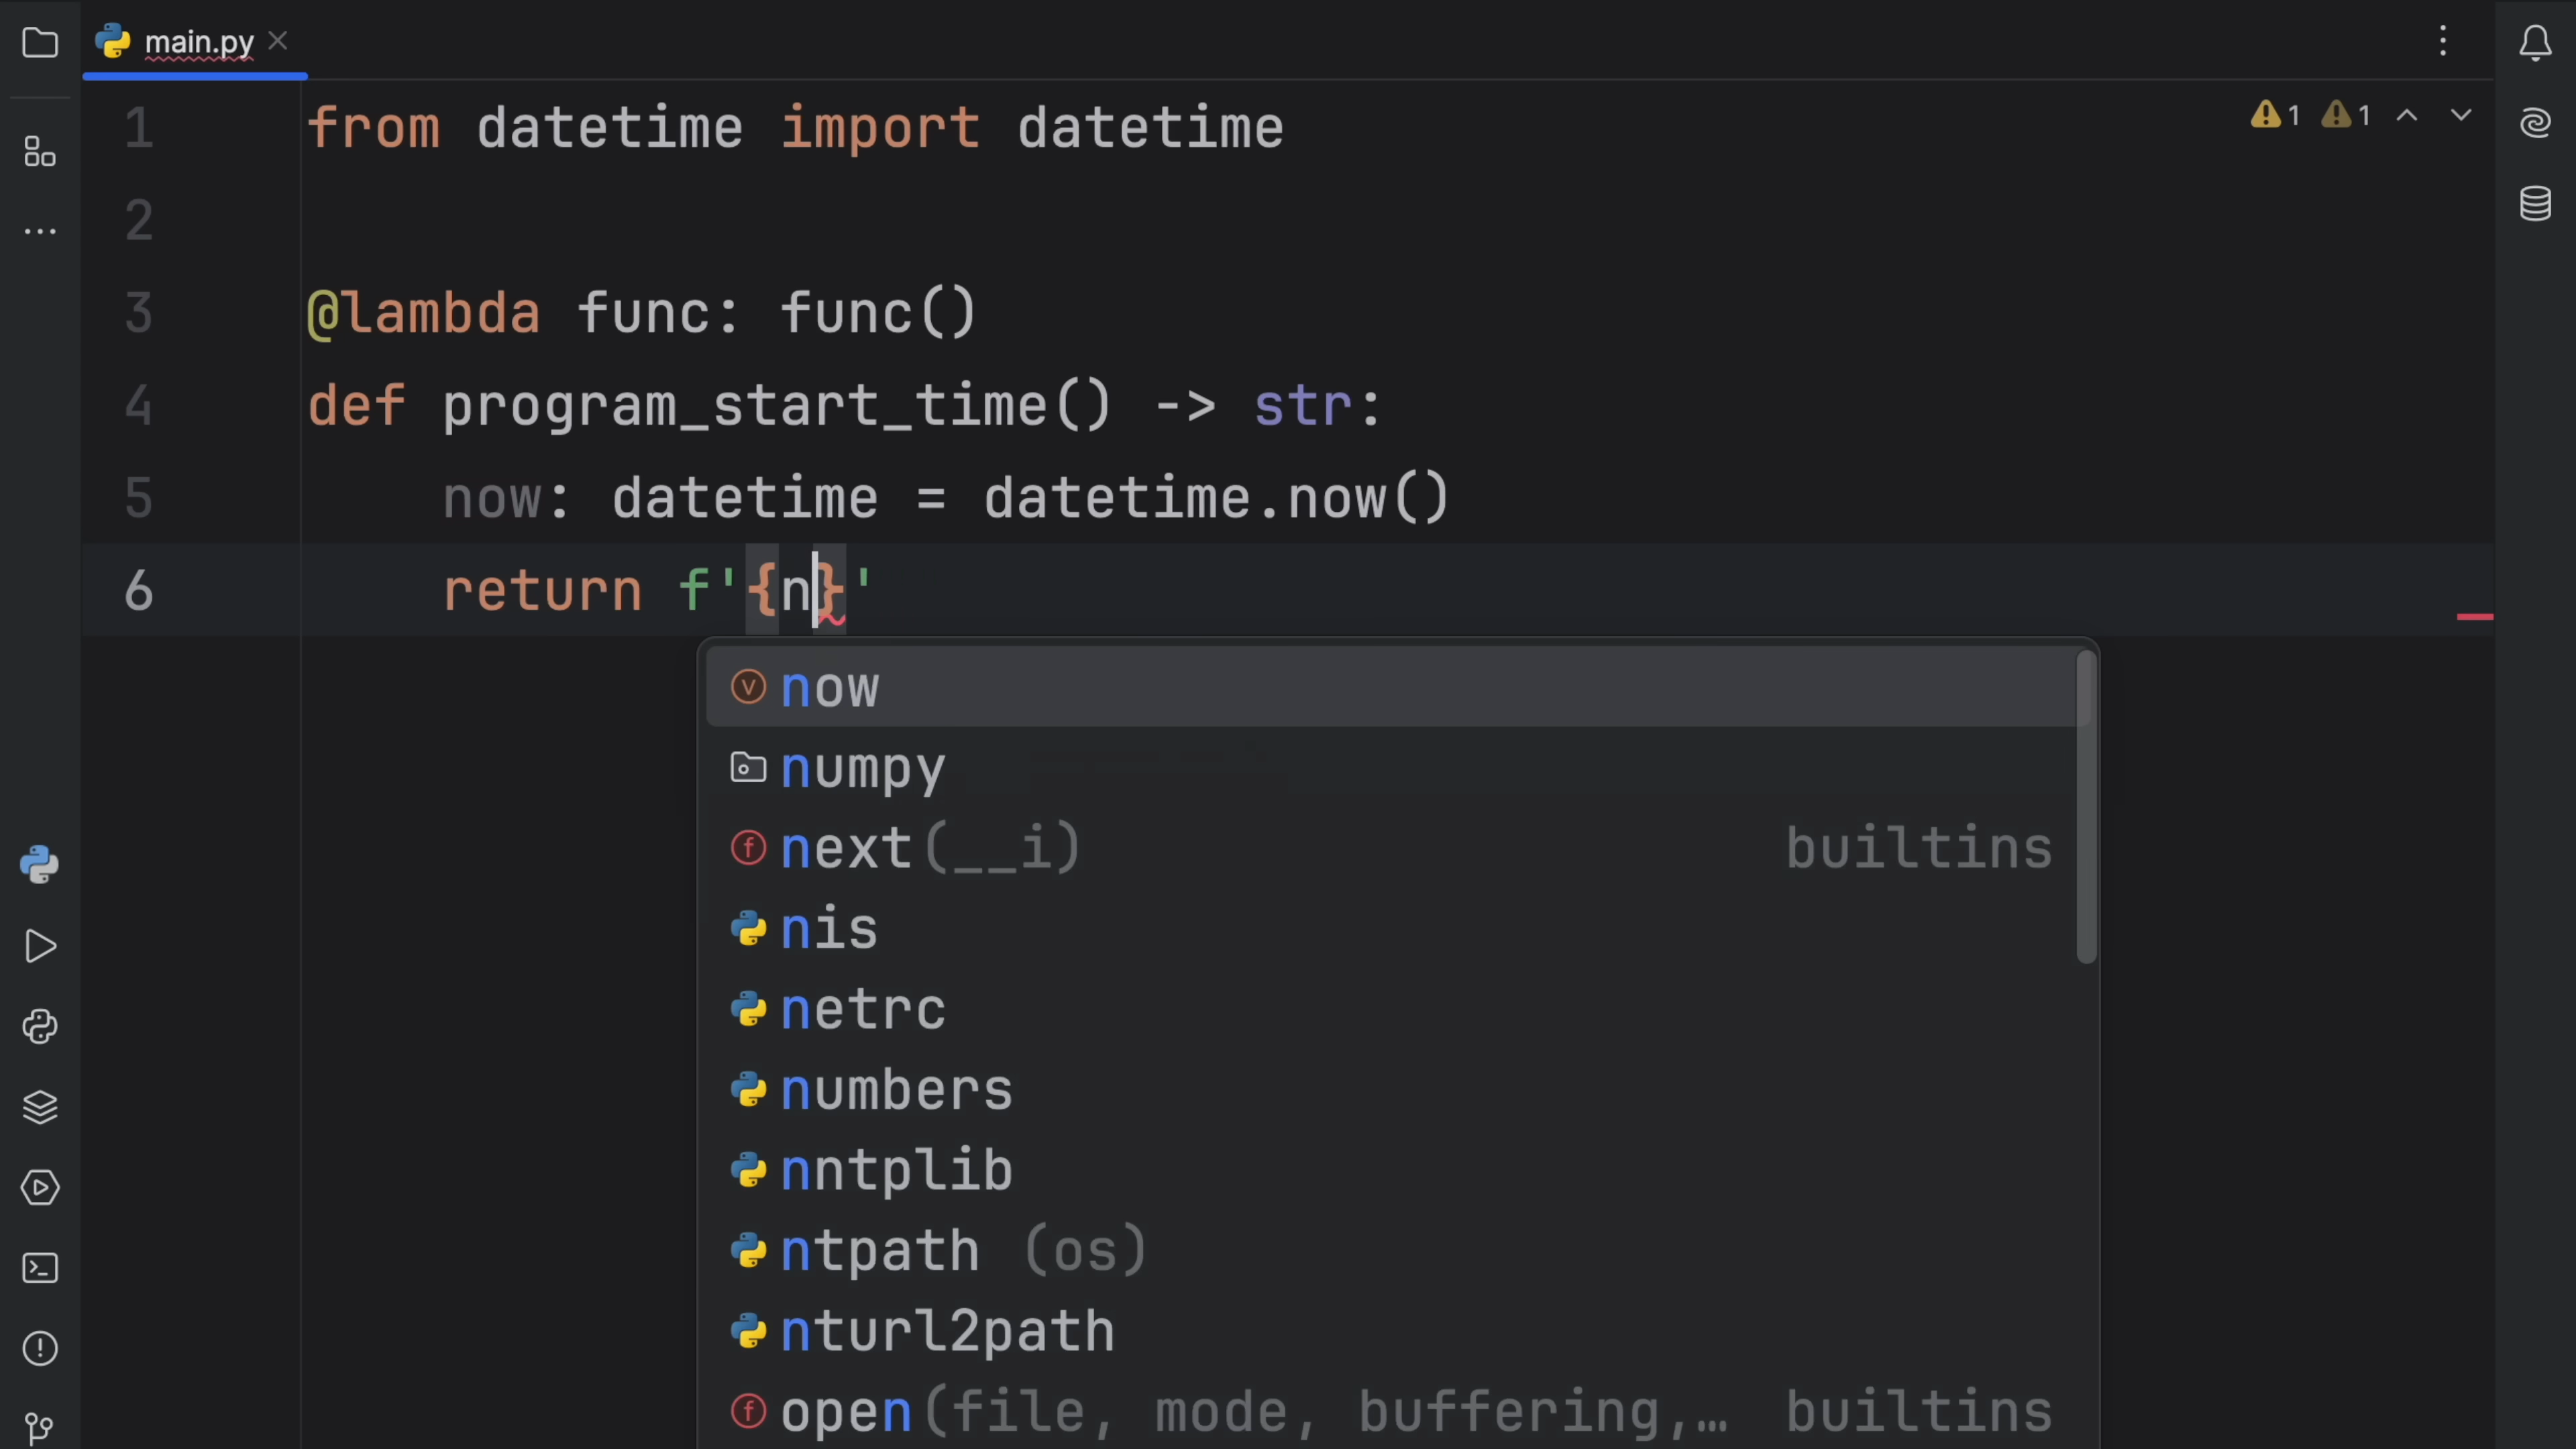 main.py
1 from datetime import datetime
1 1
2
3 @lambda func: func()
4 def program_start_time() -> str:
5 now: datetime = datetime.now()
6 return f'{n}'
now
numpy
next(__i) builtins
nis
netrc
numbers
nntplib
ntpath (os)
nturl2path
open(file, mode, buffering,… builtins